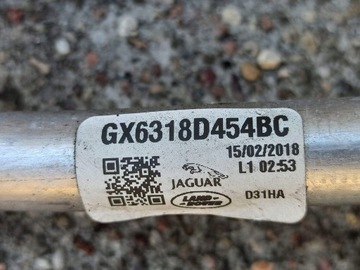 GX6318D454BC
15/02/2018
L1 02:53
JAGUAR
D31HA
LAND-
ROVER